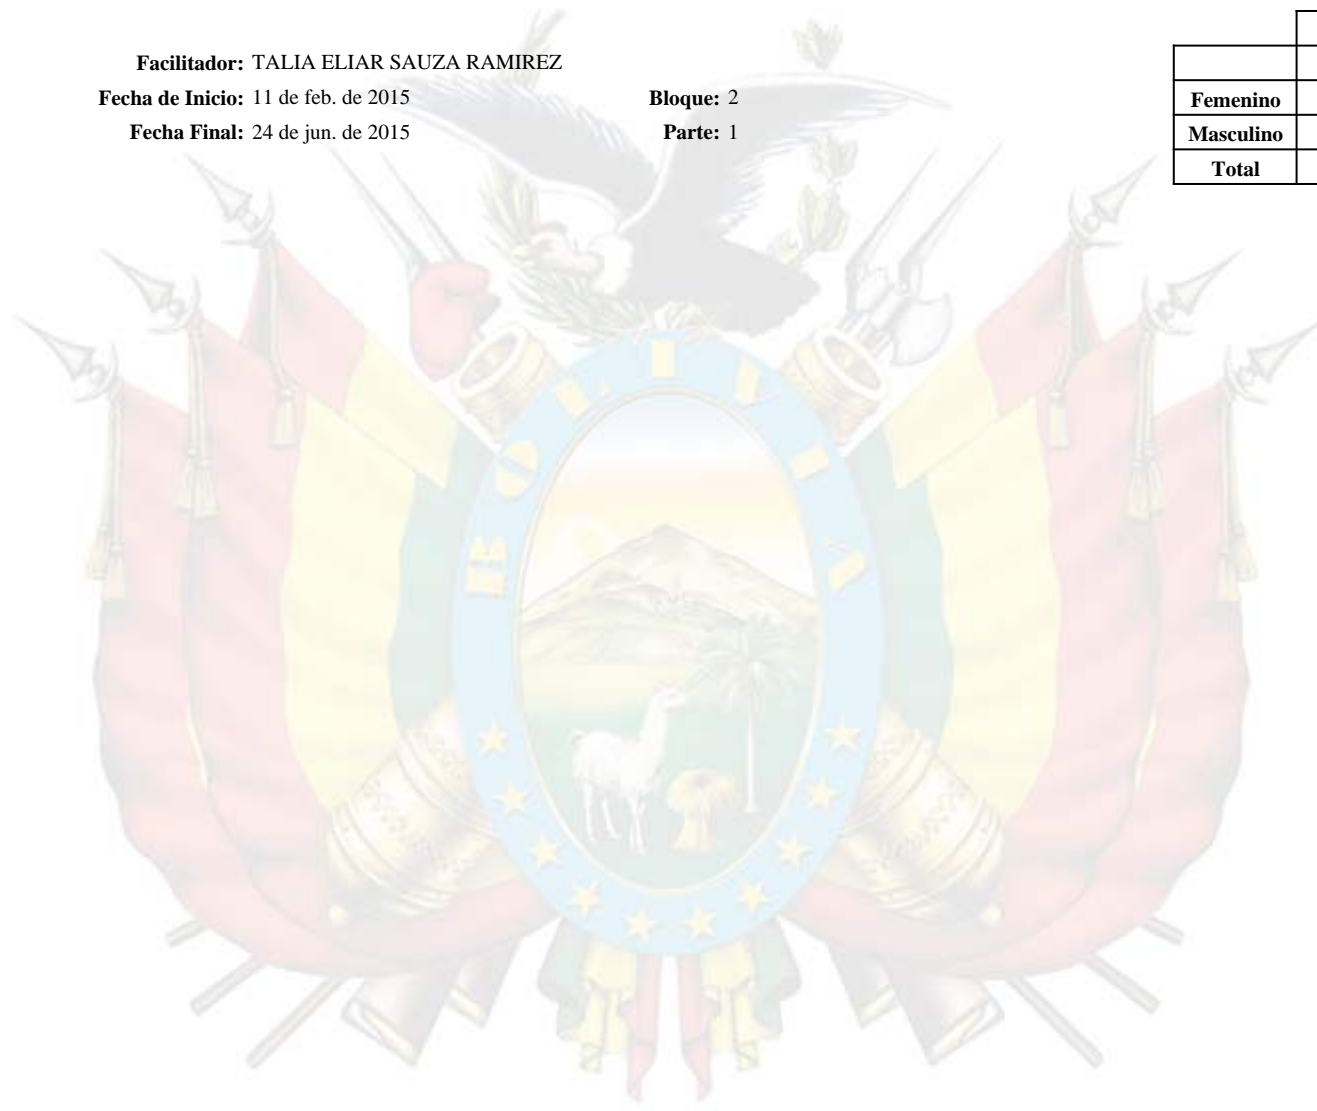 Facilitador: TALIA ELIAR SAUZA RAMIREZ
Fecha de Inicio: 11 de feb. de 2015 Bloque: 2
Fecha Final: 24 de jun. de 2015 Parte: 1
Femenino
Masculino
Total
BOLIVIA